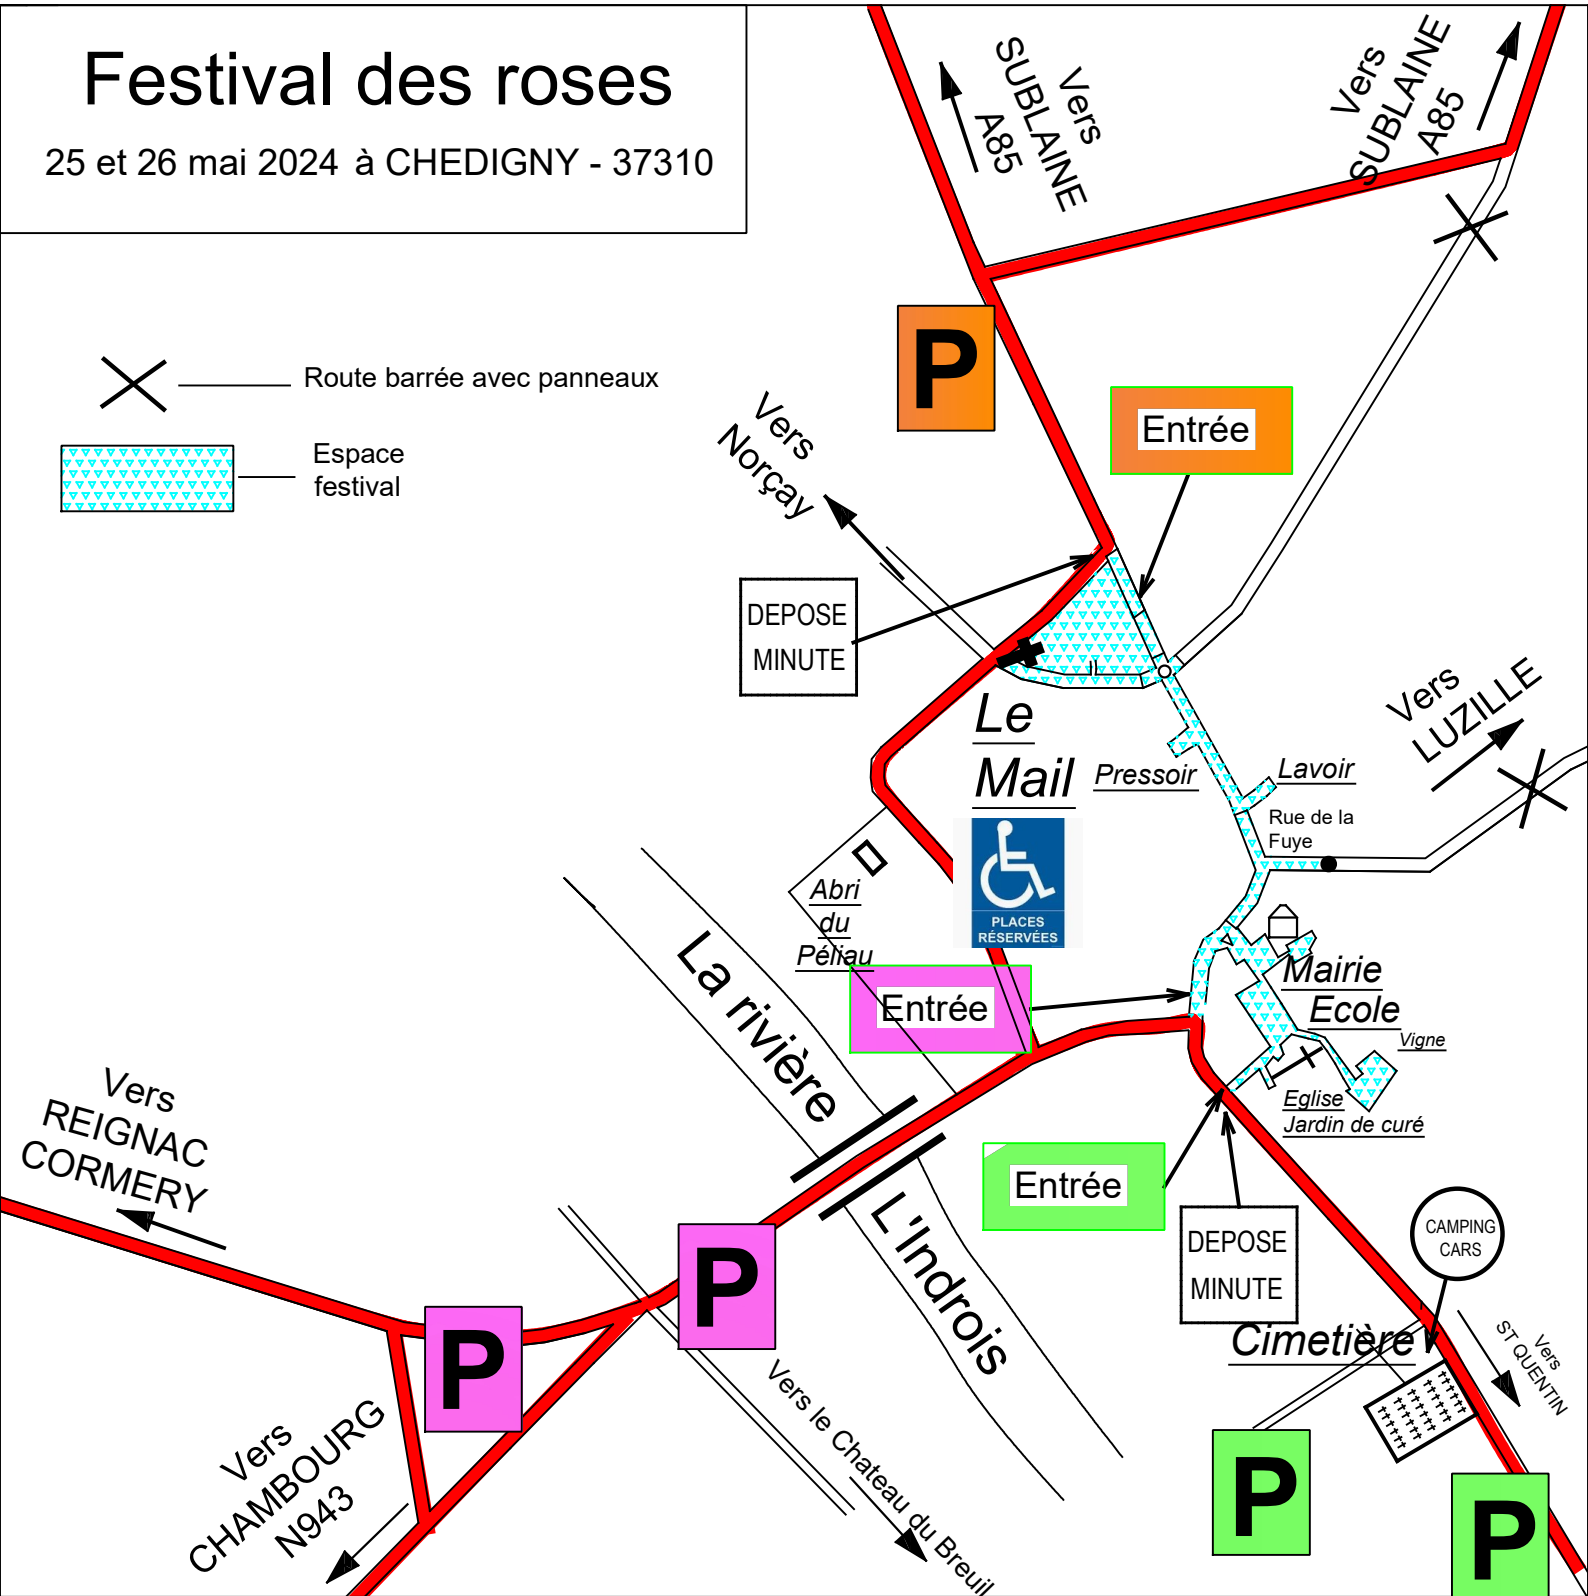 Festival des roses
25 et 26 mai 2024 à CHEDIGNY - 37310
Vers
SUBLAINE
A85
Vers
SUBLAINE
A85
Route barrée avec panneaux
Espace
festival
P
Entrée
Vers
Norçay
DEPOSE
MINUTE
Le
Mail
Pressoir
Lavoir
Vers
LUZILLE
Rue de la
Fuye
PLACES
RÉSERVÉES
Abri
du
Péliau
La rivière
Entrée
Mairie
Ecole
Vigne
Eglise
Jardin de curé
Vers
REIGNAC
CORMERY
Entrée
DEPOSE
MINUTE
CAMPING
CARS
L'Indrois
P
P
Cimetière
Vers
ST QUENTIN
Vers
CHAMBOURG
N943
Vers le Chateau du Breuil
P
P